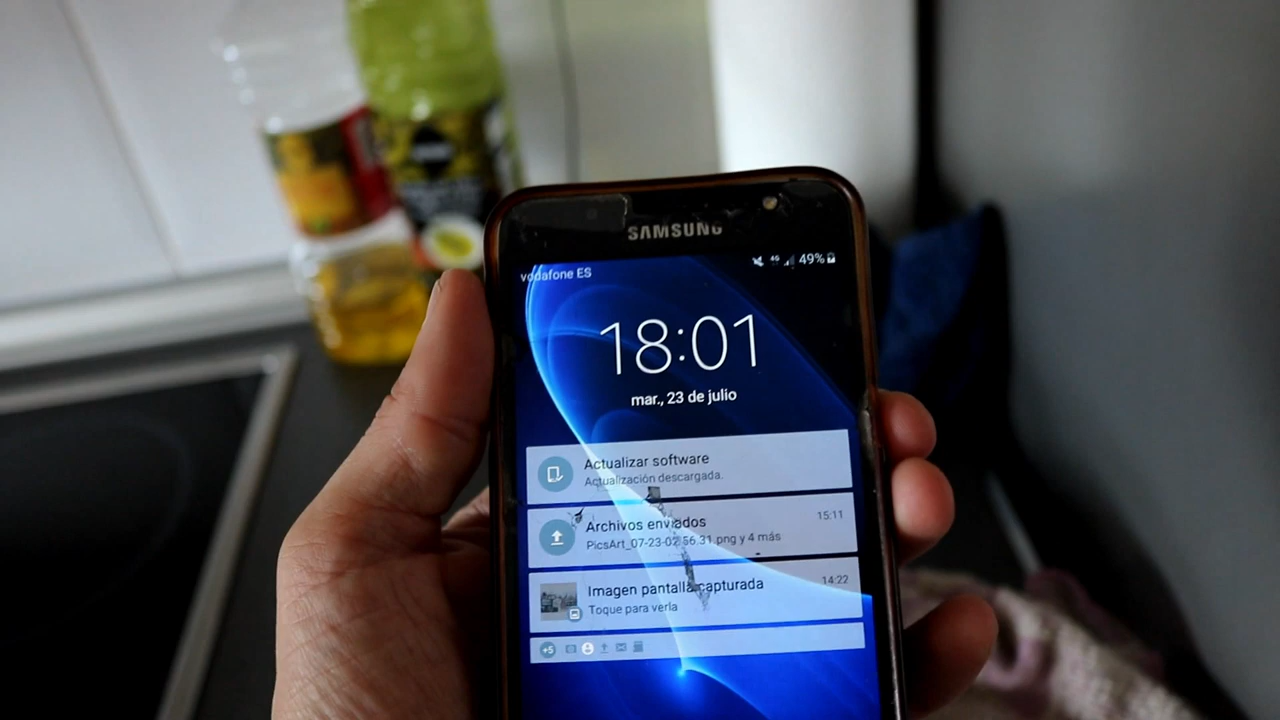 SAMSUNG
vodafone ES
4G 49%
18:01
mar., 23 de julio
Actualizar software
Actualización descargada.
Archivos enviados 15:11
PicsArt_07-23-02.56.31.png y 4 más
Imagen pantalla capturada 14:22
Toque para verla
+5